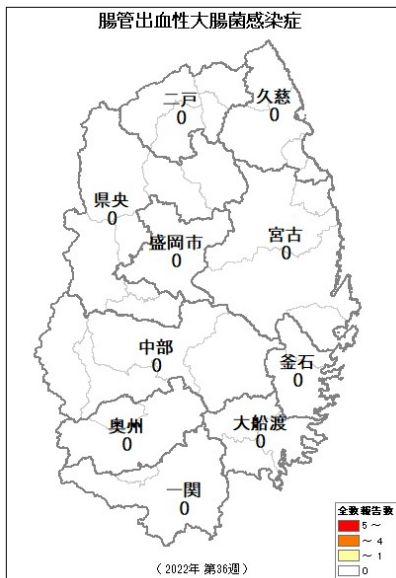 腸管出血性大腸菌感染症
二戸
0
久慈
0
県央
0
盛岡市
0
宮古
0
中部
0
釜石
0
奥州
0
大船渡
0
一関
0
全数報告数
5 ～
～ 4
～ 1
0
( 2022年 第36週 )